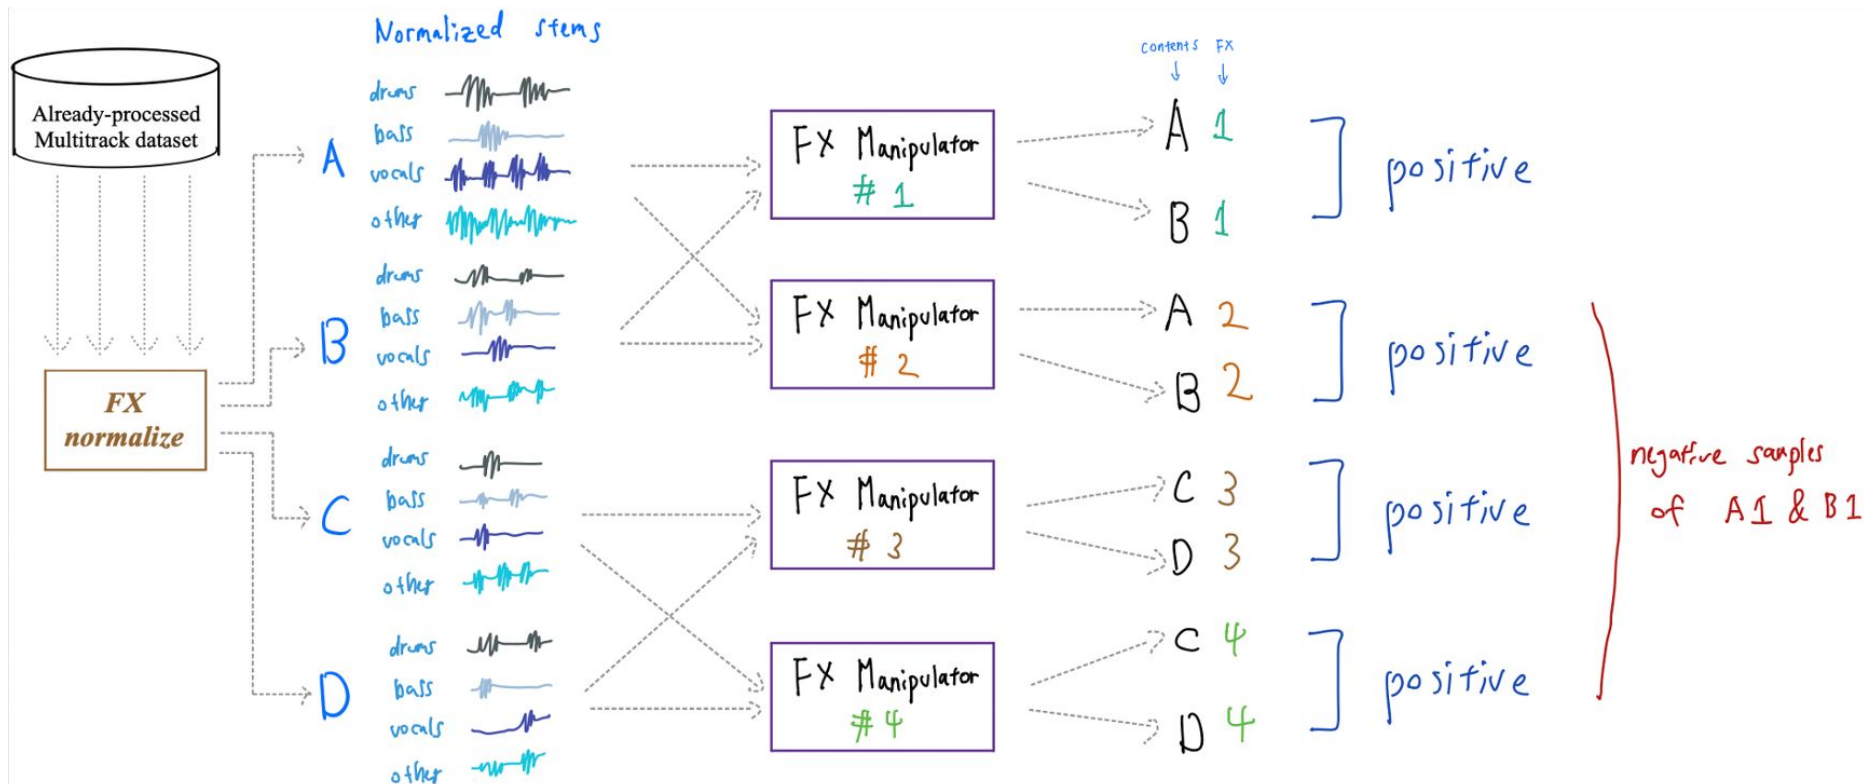 Already-processed
Multitrack dataset
FX
normalize
Normalized stems
A
drums
bass
vocals
other
B
drums
bass
vocals
other
C
drums
bass
vocals
other
D
drums
bass
vocals
other
FX Manipulator
# 1
FX Manipulator
# 2
FX Manipulator
# 3
FX Manipulator
# 4
contents FX
A 1
B 1
positive
A 2
B 2
positive
C 3
D 3
positive
C 4
D 4
positive
negative samples
of A1 & B1